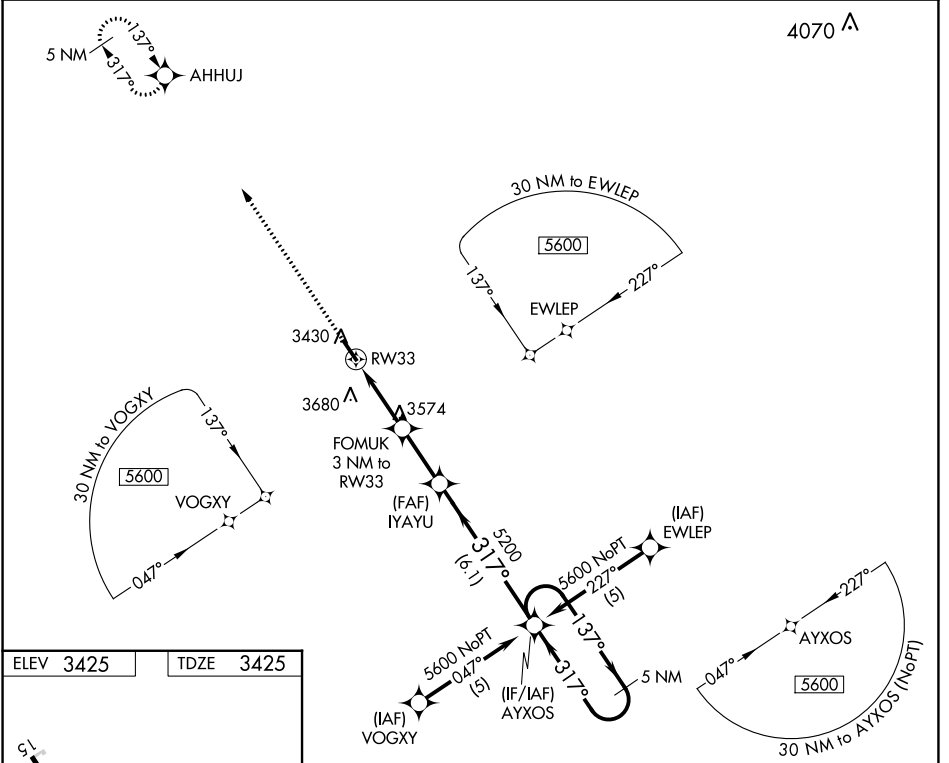 4070
5 NM
137°
317°
AHHUJ
30 NM to EWLEP
5600
137°
227°
EWLEP
3430
RW33
3680
3574
FOMUK
3 NM to
RW33
30 NM to VOGXY
137°
5600
VOGXY
047°
(FAF)
IYAYU
5200
317°
(6.1)
(IAF)
EWLEP
5600 NoPT
227°
(5)
137°
317°
5 NM
5600 NoPT
047°
(5)
(IF/IAF)
AYXOS
(IAF)
VOGXY
227°
AYXOS
047°
5600
30 NM to AYXOS (NoPT)
ELEV 3425
TDZE 3425
15